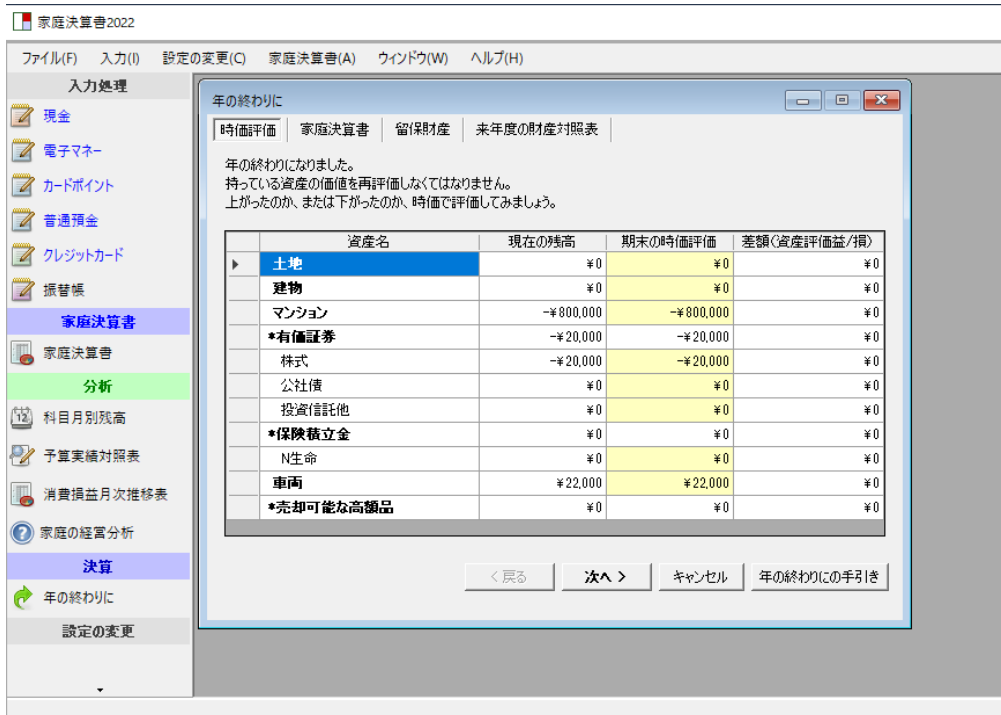 家庭決算書2022
ファイル(F) 入力(I) 設定の変更(C) 家庭決算書(A) ウィンドウ(W) ヘルプ(H)
入力処理
現金
電子マネー
カードポイント
普通預金
クレジットカード
振替帳
家庭決算書
家庭決算書
分析
科目月別残高
予算実績対照表
消費損益月次推移表
家庭の経営分析
決算
年の終わりに
設定の変更
年の終わりに
時価評価 家庭決算書 留保財産 来年度の財産対照表
年の終わりになりました。
持っている資産の価値を再評価しなくてはなりません。
上がったのか、または下がったのか、時価で評価してみましょう。
資産名 現在の残高 期末の時価評価 差額(資産評価益/損)
土地 ¥0 ¥0 ¥0
建物 ¥0 ¥0 ¥0
マンション -¥800,000 -¥800,000 ¥0
*有価証券 -¥20,000 -¥20,000 ¥0
株式 -¥20,000 -¥20,000 ¥0
公社債 ¥0 ¥0 ¥0
投資信託他 ¥0 ¥0 ¥0
*保険積立金 ¥0 ¥0 ¥0
N生命 ¥0 ¥0 ¥0
車両 ¥22,000 ¥22,000 ¥0
*売却可能な高額品 ¥0 ¥0 ¥0
<戻る 次へ > キャンセル 年の終わりにの手引き